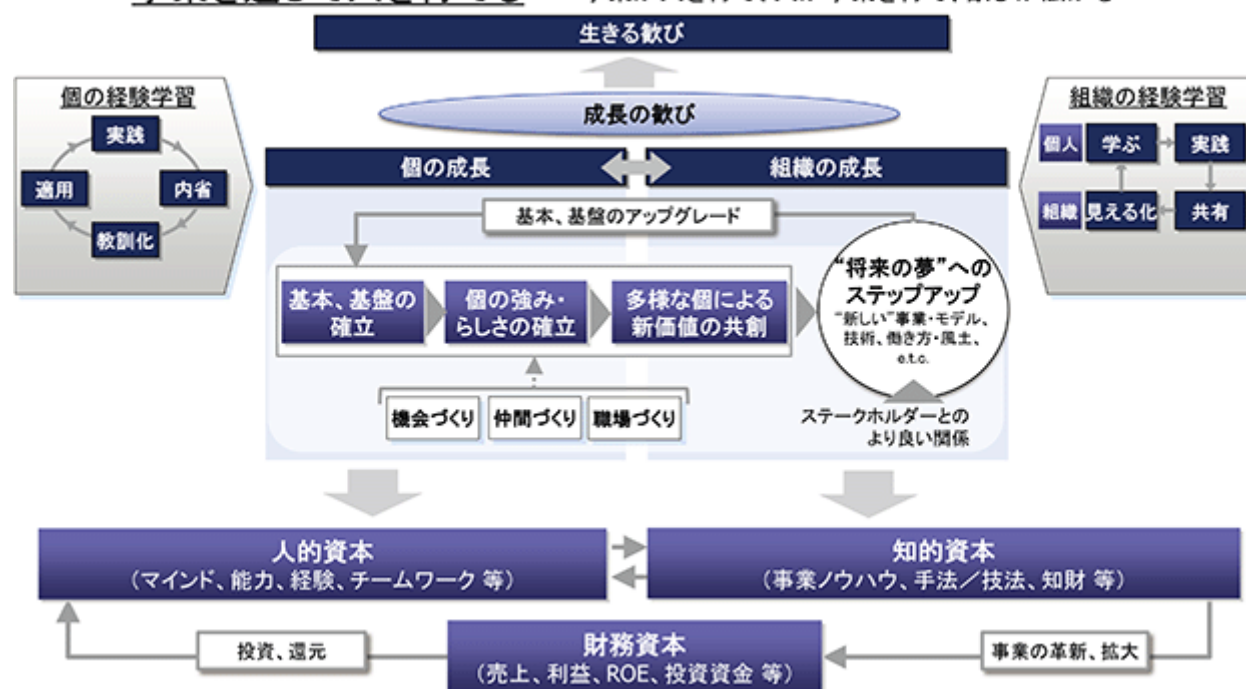 生きる歓び
成長の歓び
個の経験学習
実践
適用
内省
教訓化
組織の経験学習
個人
学ぶ
実践
組織
見える化
共有
個の成長
組織の成長
基本、基盤のアップグレード
基本、基盤の
確立
個の強み・
らしさの確立
多様な個による
新価値の共創
“将来の夢”への
ステップアップ
“新しい”事業・モデル、
技術、働き方・風土、
e.t.c.
機会づくり
仲間づくり
職場づくり
ステークホルダーとの
より良い関係
人的資本
（マインド、能力、経験、チームワーク 等）
知的資本
（事業ノウハウ、手法／技法、知財 等）
投資、還元
財務資本
（売上、利益、ROE、投資資金 等）
事業の革新、拡大